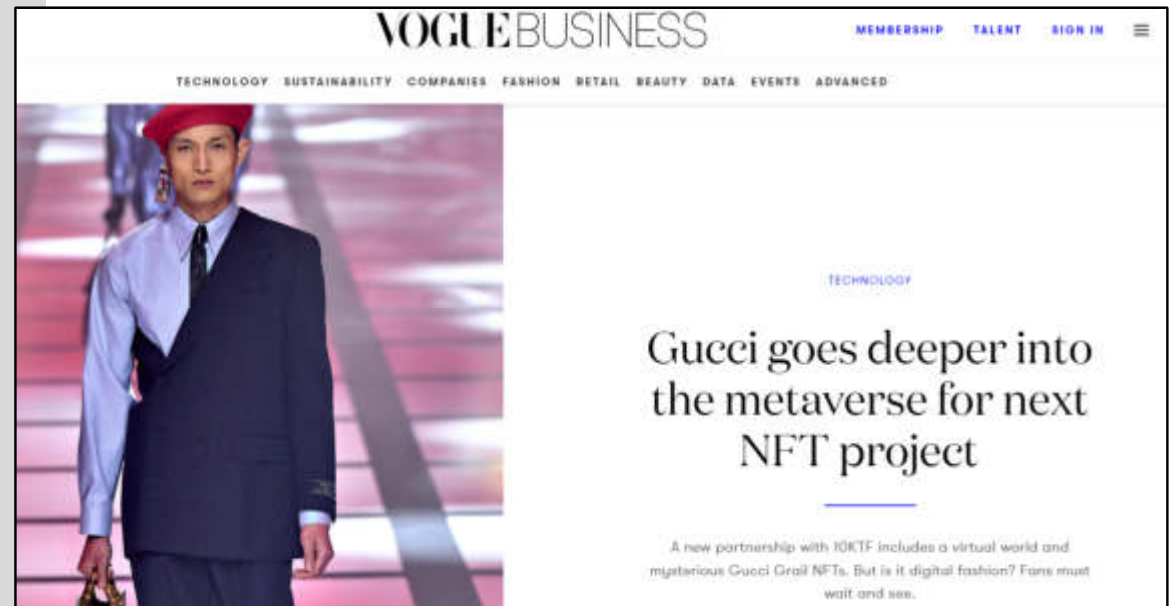 VOGUE BUSINESS
MEMBERSHIP TALENT SIGN IN
TECHNOLOGY SUSTAINABILITY COMPANIES FASHION RETAIL BEAUTY DATA EVENTS ADVANCED
TECHNOLOGY
Gucci goes deeper into
the metaverse for next
NFT project
A new partnership with 10KTF includes a virtual world and
mysterious Gucci Grail NFTs. But is it digital fashion? Fans must
wait and see.